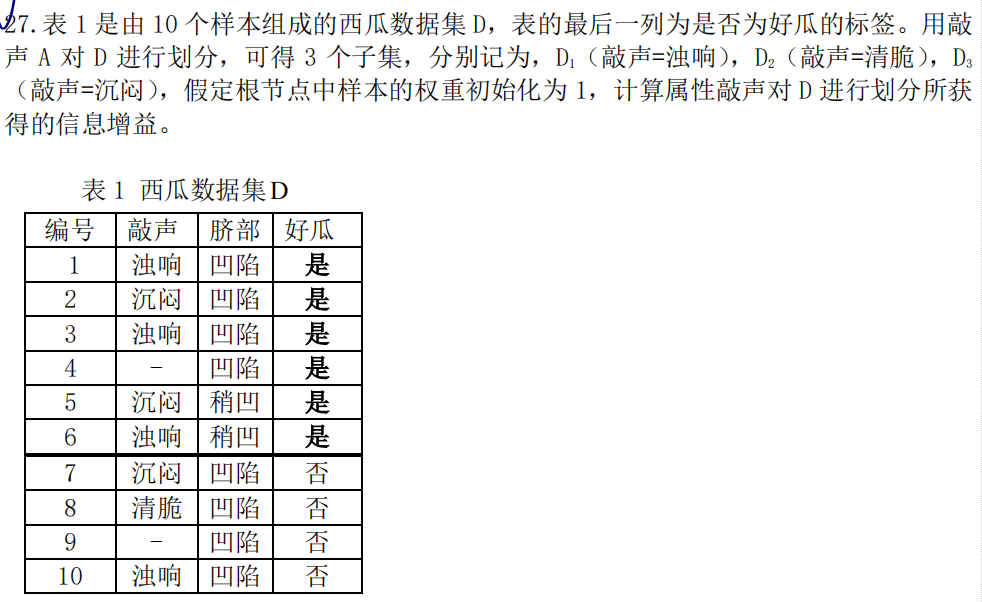 27.表 1 是由 10 个样本组成的西瓜数据集 D，表的最后一列为是否为好瓜的标签。用敲
声 A 对 D 进行划分，可得 3 个子集，分别记为，D₁（敲声=浊响），D₂（敲声=清脆），D₃
（敲声=沉闷），假定根节点中样本的权重初始化为 1，计算属性敲声对 D 进行划分所获
得的信息增益。
表 1 西瓜数据集 D
编号 敲声 脐部 好瓜
1 浊响 凹陷 是
2 沉闷 凹陷 是
3 浊响 凹陷 是
4 - 凹陷 是
5 沉闷 稍凹 是
6 浊响 稍凹 是
7 沉闷 凹陷 否
8 清脆 凹陷 否
9 - 凹陷 否
10 浊响 凹陷 否